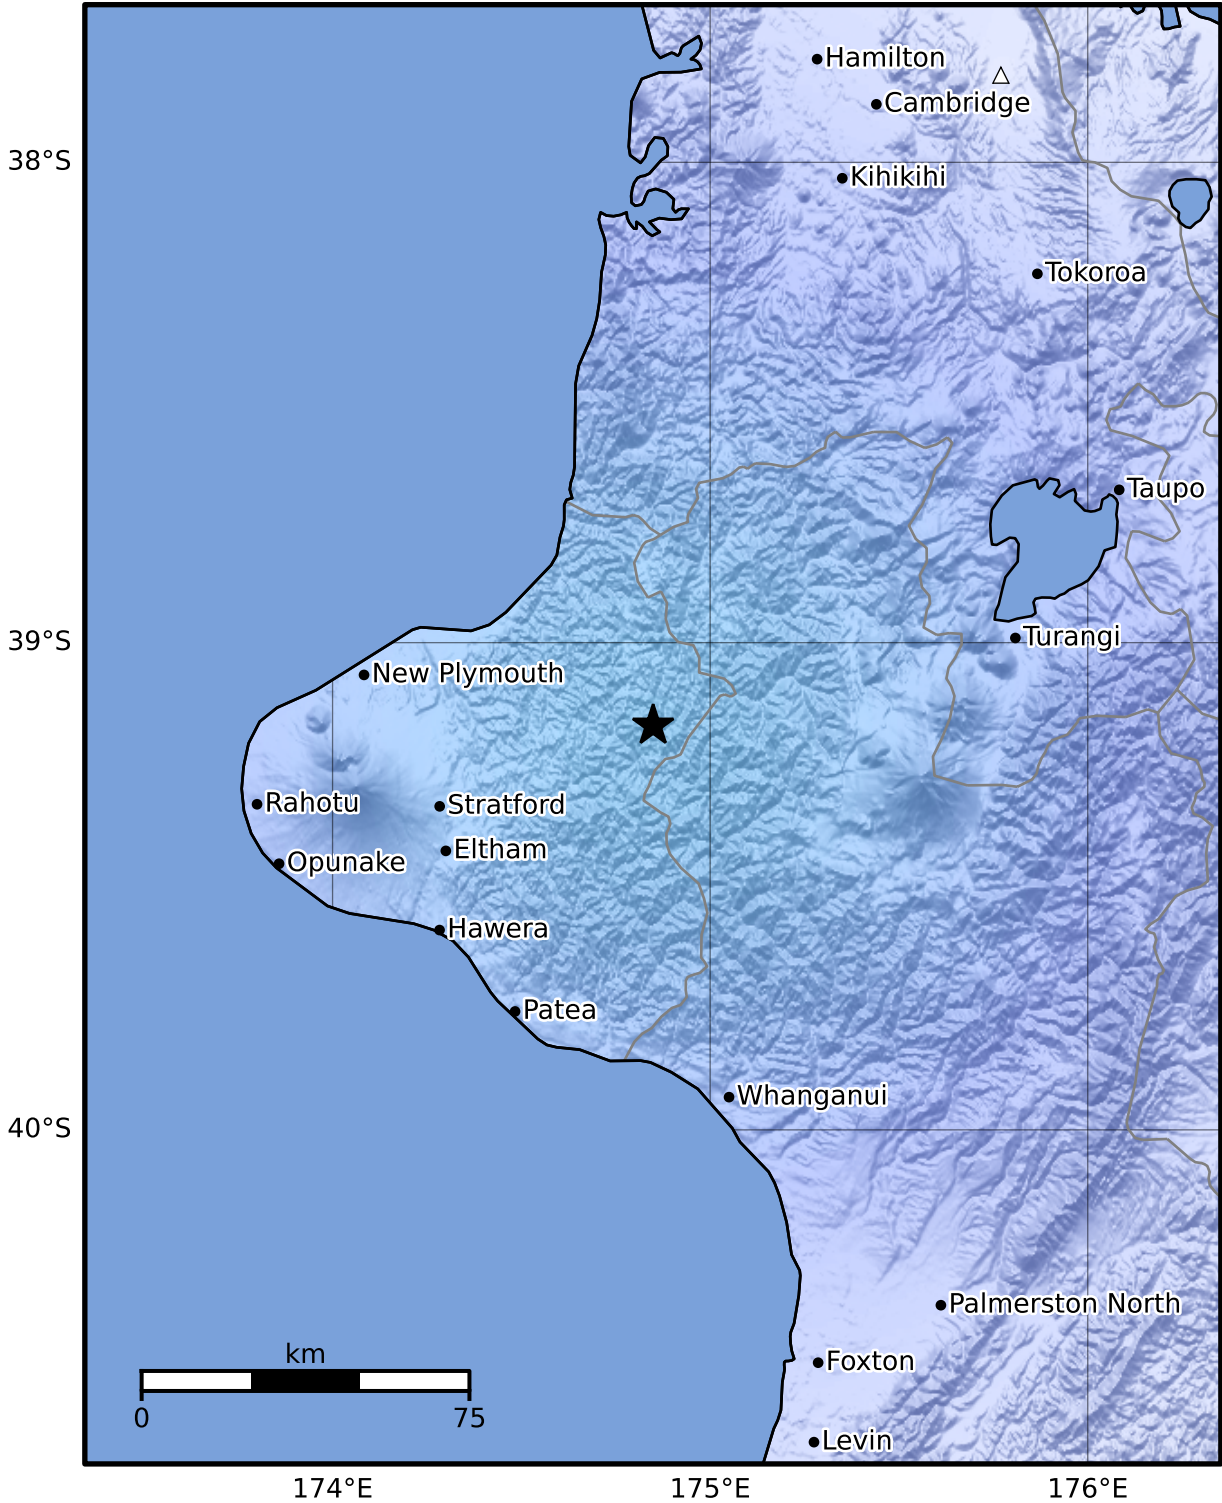 Hamilton
Cambridge
38°S
Kihikihi
Tokoroa
Taupo
39°S
Turangi
New Plymouth
Rahotu
Stratford
Eltham
Opunake
Hawera
Patea
Whanganui
40°S
Palmerston North
km
Foxton
0 75
Levin
174°E 175°E 176°E